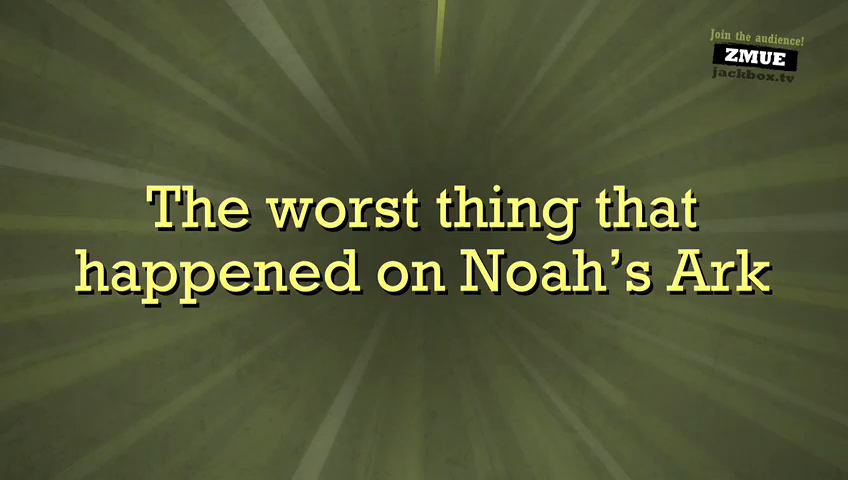 Join the audience!
ZMUE
jackbox.tv
The worst thing that
happened on Noah's Ark